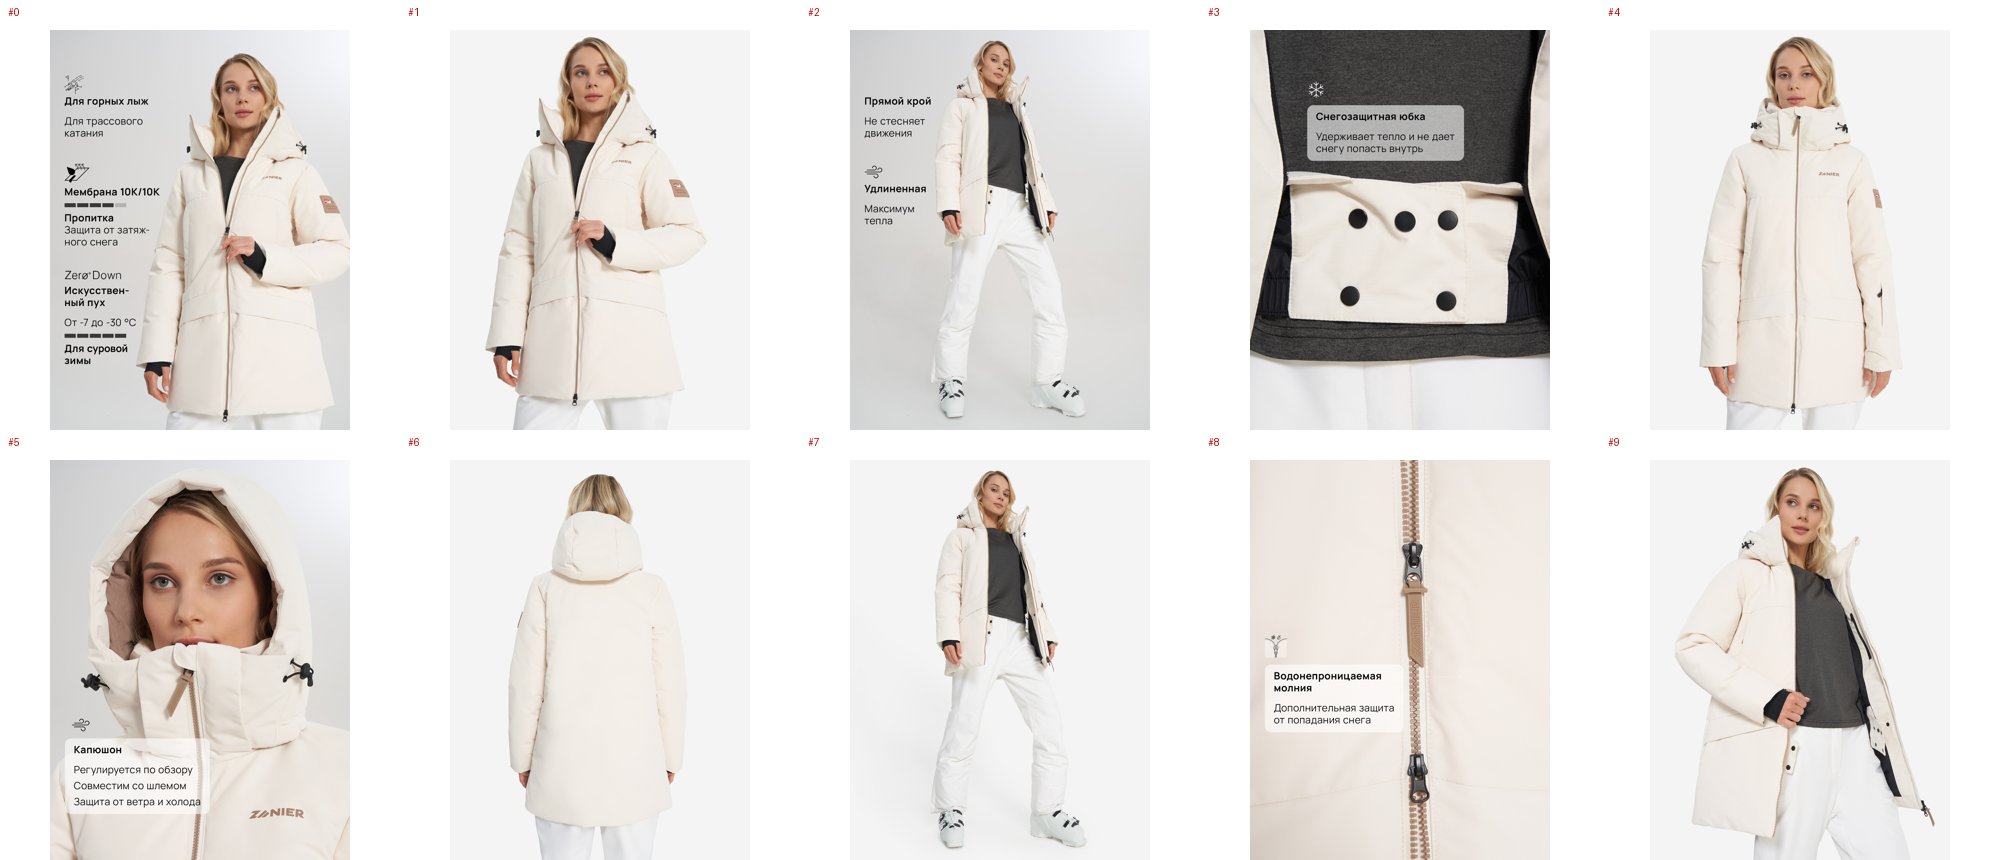 #0
Для горных лыж
Для трассового
катания
Мембрана 10K/10K
Пропитка
Защита от затяж-
ного снега
Zerø°Down
Искусствен-
ный пух
От -7 до -30 °C
Для суровой
зимы
ZANIER
#1
ZANIER
#2
Прямой крой
Не стесняет
движения
Удлиненная
Максимум
тепла
#3
Снегозащитная юбка
Удерживает тепло и не дает
снегу попасть внутрь
#4
ZANIER
#5
Капюшон
Регулируется по обзору
Совместим со шлемом
Защита от ветра и холода
ZANIER
#6
#7
#8
Водонепроницаемая
молния
Дополнительная защита
от попадания снега
#9